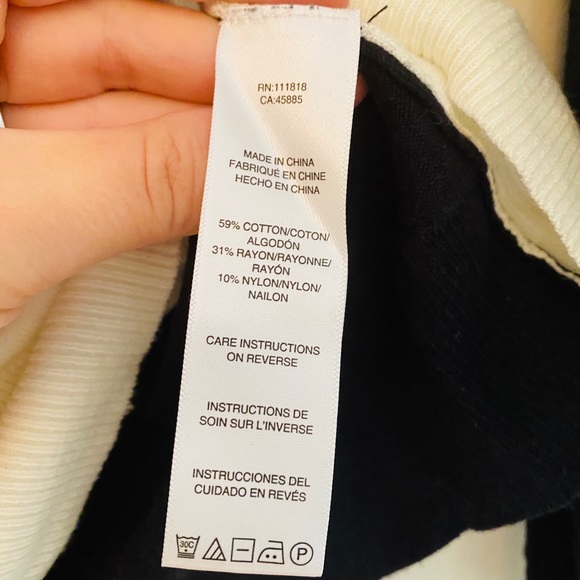 RN:111818
CA:45885
MADE IN CHINA
FABRIQUÉ EN CHINE
HECHO EN CHINA
59% COTTON/COTON/
ALGODÓN
31% RAYON/RAYONNE/
RAYÓN
10% NYLON/NYLON/
NAILON
CARE INSTRUCTIONS
ON REVERSE
INSTRUCTIONS DE
SOIN SUR L'INVERSE
INSTRUCCIONES DEL
CUIDADO EN REVÉS
30C P